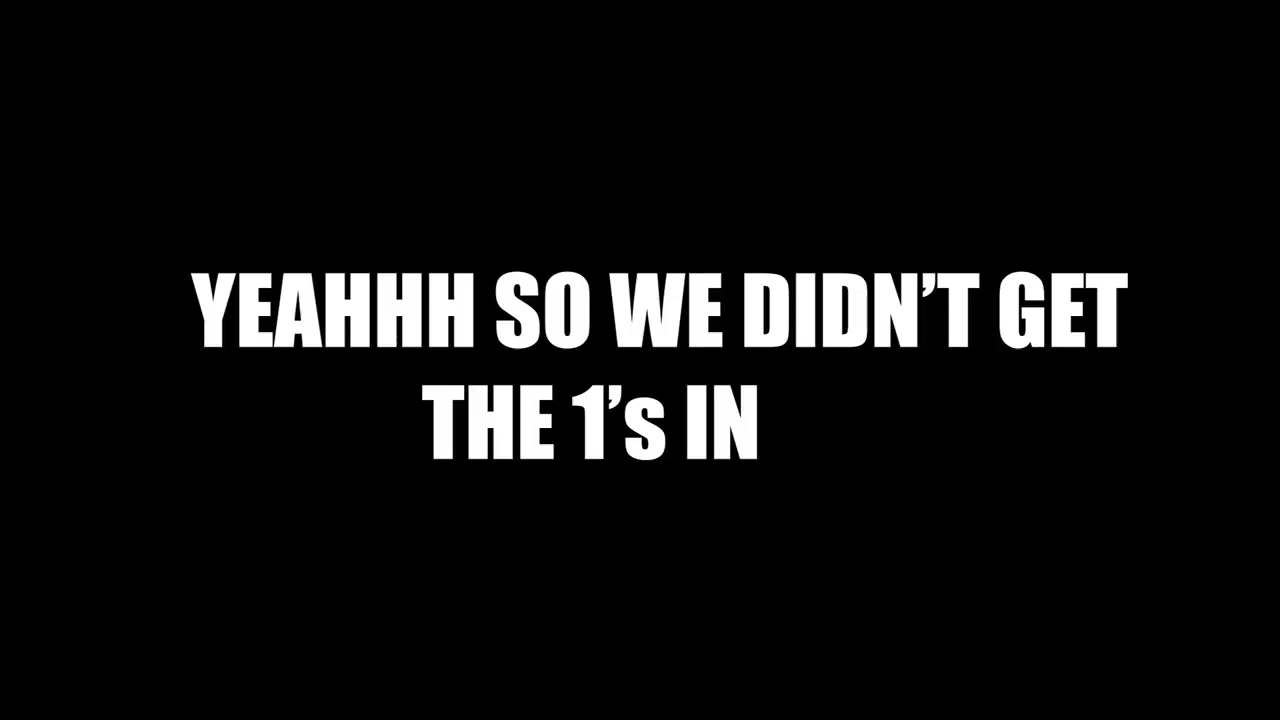 YEAHHH SO WE DIDN’T GET
THE 1’s IN